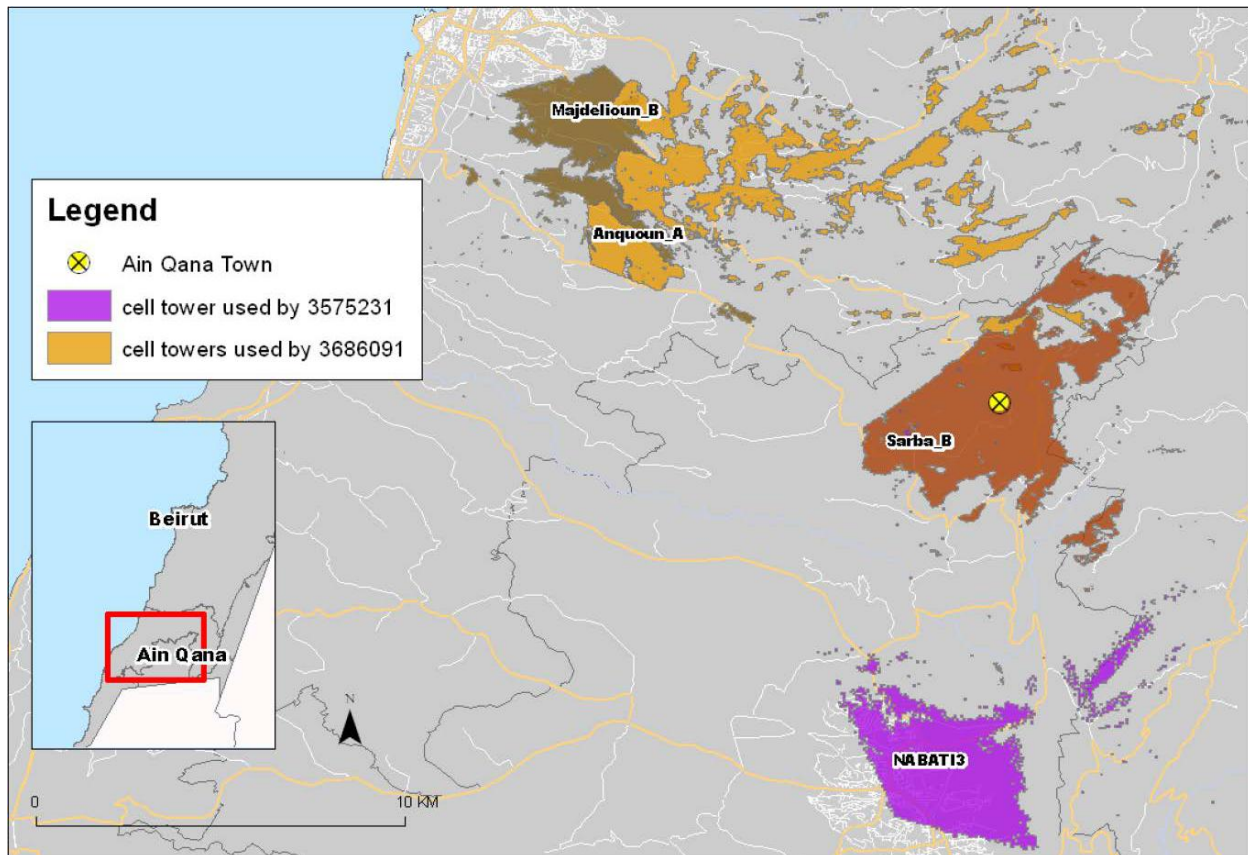 Majdelioun_B
Anquoun_A
Legend
Ain Qana Town
cell tower used by 3575231
cell towers used by 3686091
Sarba_B
Beirut
Ain Qana
N
NABATI3
0
10 KM